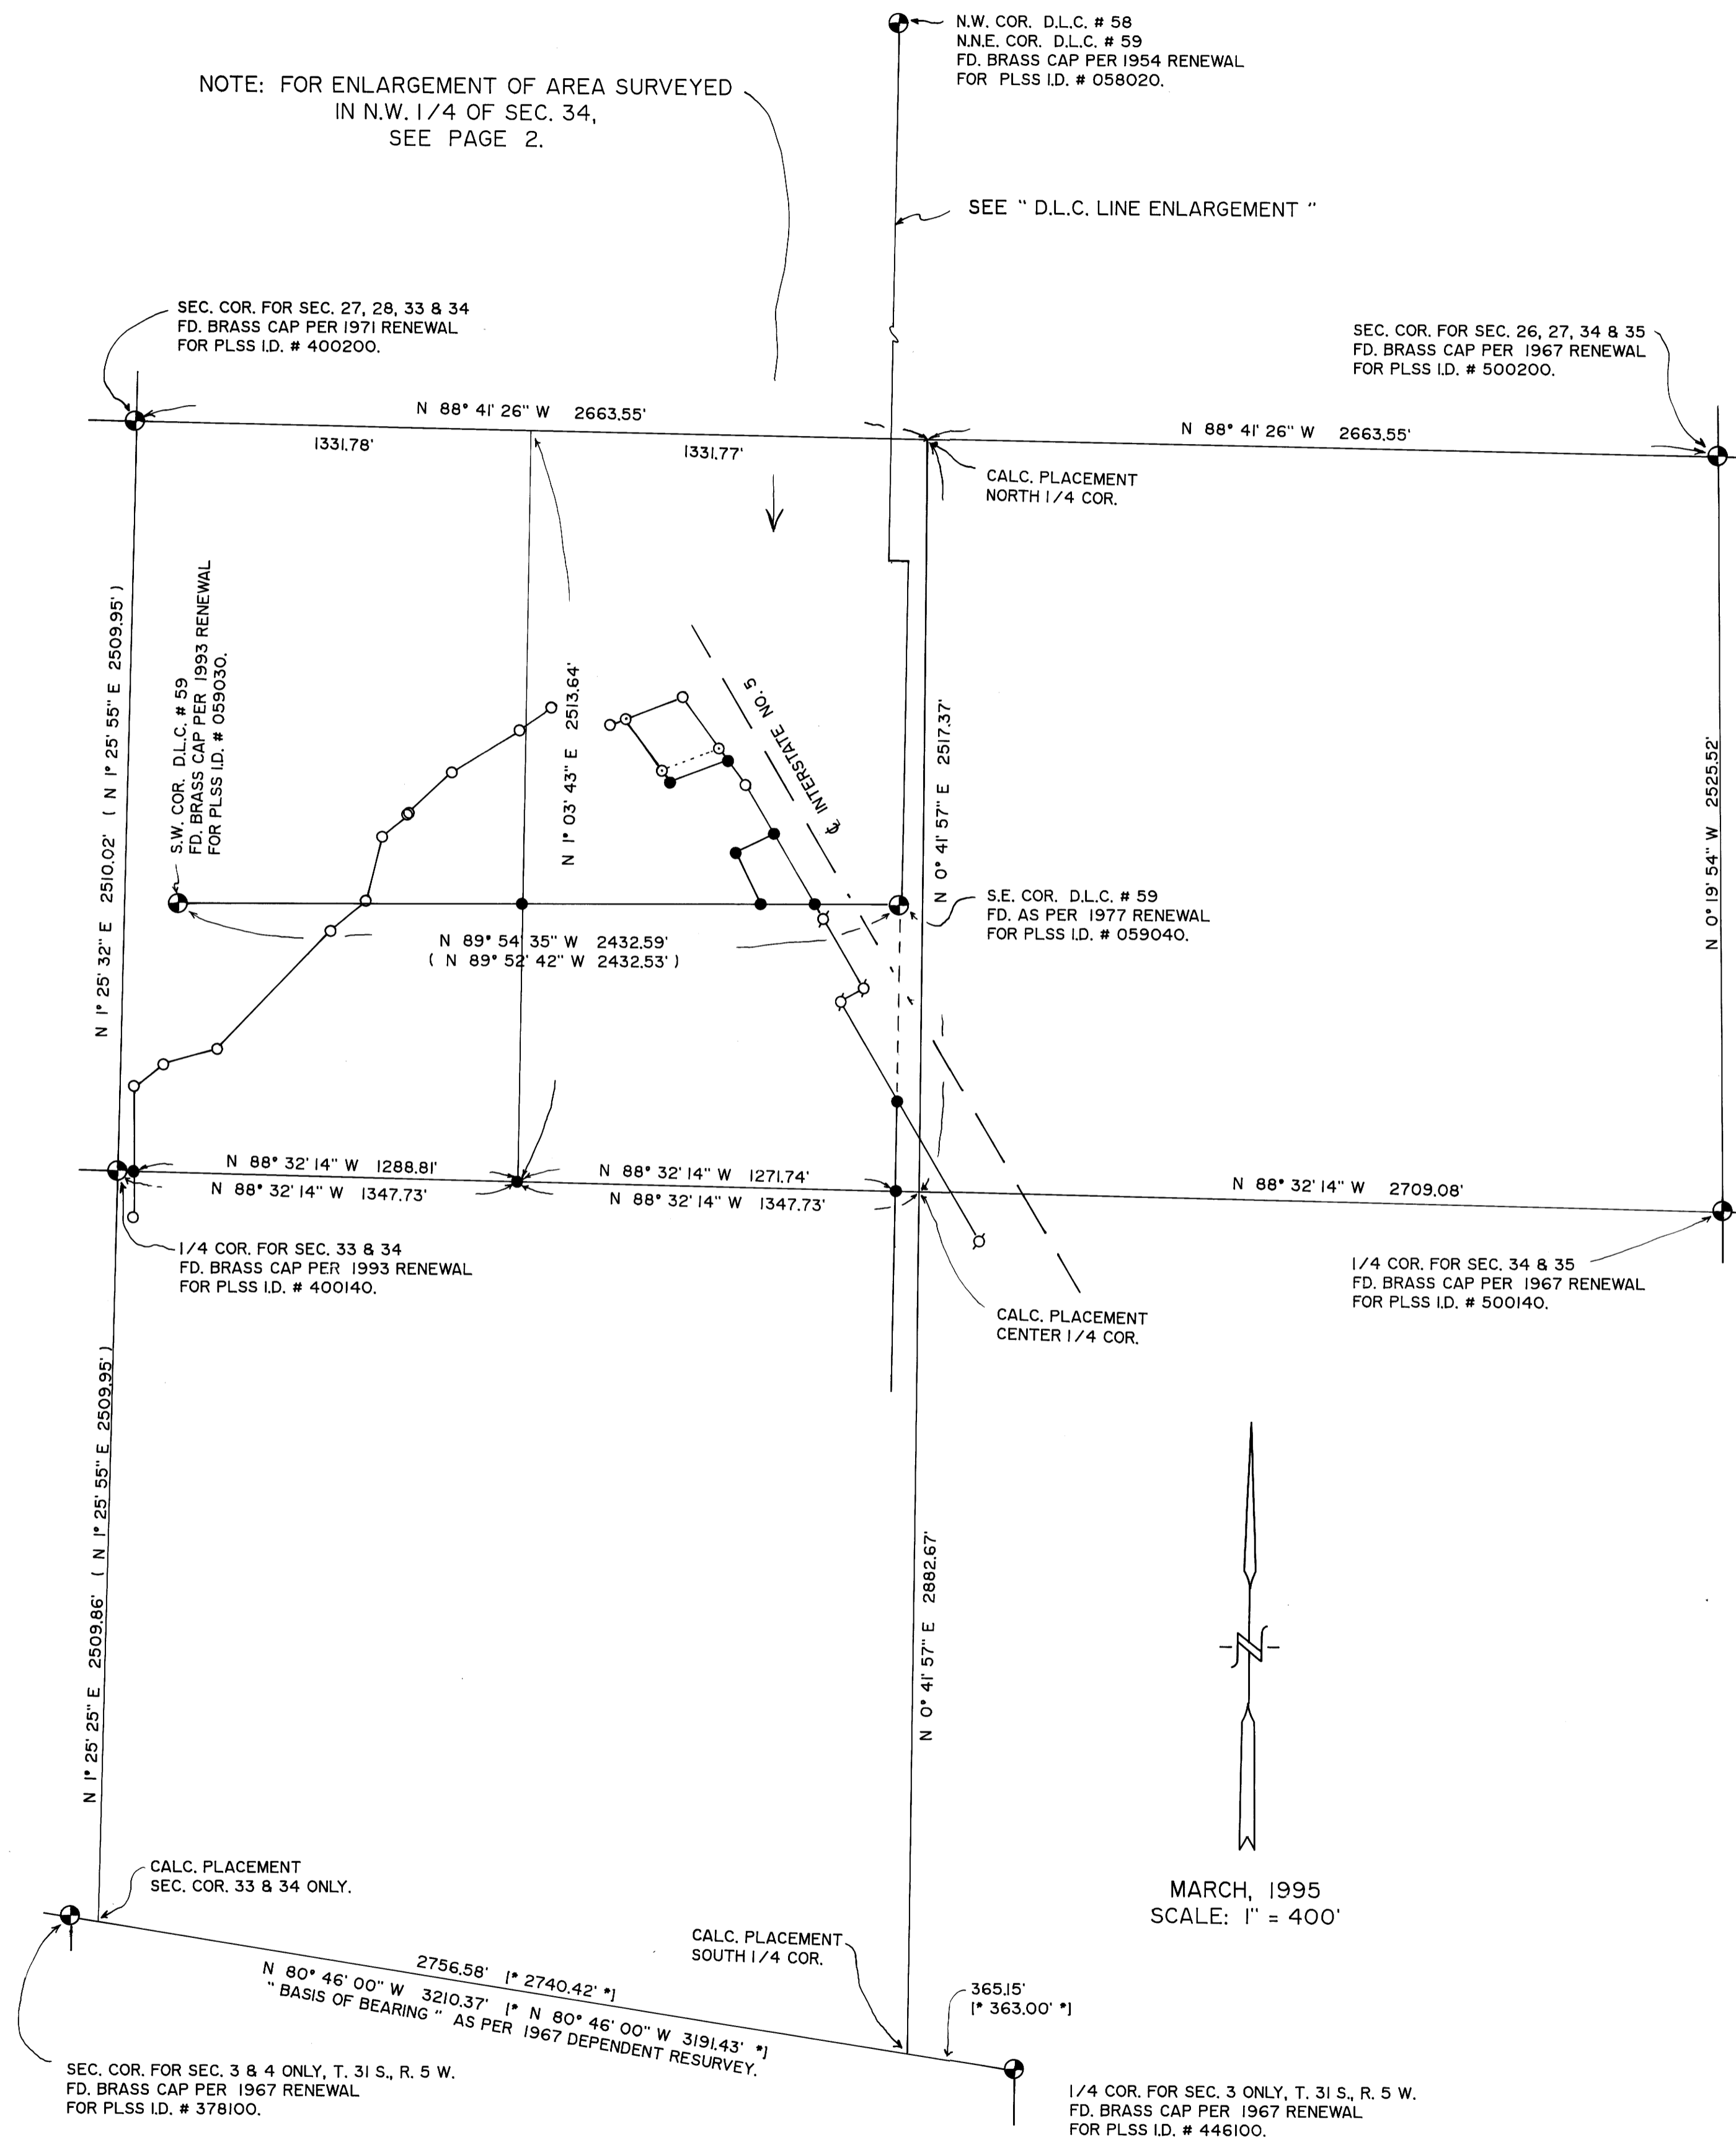 N.W. COR. D.L.C. # 58
N.N.E. COR. D.L.C. # 59
FD. BRASS CAP PER 1954 RENEWAL
FOR PLSS I.D. # 058020.
NOTE: FOR ENLARGEMENT OF AREA SURVEYED
IN N.W. 1/4 OF SEC. 34,
SEE PAGE 2.
SEE " D.L.C. LINE ENLARGEMENT "
SEC. COR. FOR SEC. 27, 28, 33 & 34
FD. BRASS CAP PER 1971 RENEWAL
FOR PLSS I.D. # 400200.
SEC. COR. FOR SEC. 26, 27, 34 & 35
FD. BRASS CAP PER 1967 RENEWAL
FOR PLSS I.D. # 500200.
N 88° 41' 26" W 2663.55'
1331.78'
1331.77'
N 88° 41' 26" W 2663.55'
CALC. PLACEMENT
NORTH 1/4 COR.
N 1° 25' 32" E 2510.02' ( N 1° 25' 55" E 2509.95' )
S.W. COR. D.L.C. # 59
FD. BRASS CAP PER 1993 RENEWAL
FOR PLSS I.D. # 059030.
N 1° 03' 43" E 2513.64'
℄ INTERSTATE NO. 5
N 0° 41' 57" E 2517.37'
N 0° 19' 54" W 2525.52'
S.E. COR. D.L.C. # 59
FD. AS PER 1977 RENEWAL
FOR PLSS I.D. # 059040.
N 89° 54' 35" W 2432.59'
( N 89° 52' 42" W 2432.53' )
N 88° 32' 14" W 1288.81'
N 88° 32' 14" W 1347.73'
N 88° 32' 14" W 1271.74'
N 88° 32' 14" W 1347.73'
N 88° 32' 14" W 2709.08'
1/4 COR. FOR SEC. 33 & 34
FD. BRASS CAP PER 1993 RENEWAL
FOR PLSS I.D. # 400140.
1/4 COR. FOR SEC. 34 & 35
FD. BRASS CAP PER 1967 RENEWAL
FOR PLSS I.D. # 500140.
CALC. PLACEMENT
CENTER 1/4 COR.
N 1° 25' 25" E 2509.86' ( N 1° 25' 55" E 2509.95' )
N 0° 41' 57" E 2882.67'
N
MARCH, 1995
SCALE: 1" = 400'
CALC. PLACEMENT
SEC. COR. 33 & 34 ONLY.
CALC. PLACEMENT
SOUTH 1/4 COR.
2756.58' [* 2740.42' *]
N 80° 46' 00" W 3210.37' [* N 80° 46' 00" W 3191.43' *]
" BASIS OF BEARING " AS PER 1967 DEPENDENT RESURVEY.
365.15'
[* 363.00' *]
SEC. COR. FOR SEC. 3 & 4 ONLY, T. 31 S., R. 5 W.
FD. BRASS CAP PER 1967 RENEWAL
FOR PLSS I.D. # 378100.
1/4 COR. FOR SEC. 3 ONLY, T. 31 S., R. 5 W.
FD. BRASS CAP PER 1967 RENEWAL
FOR PLSS I.D. # 446100.